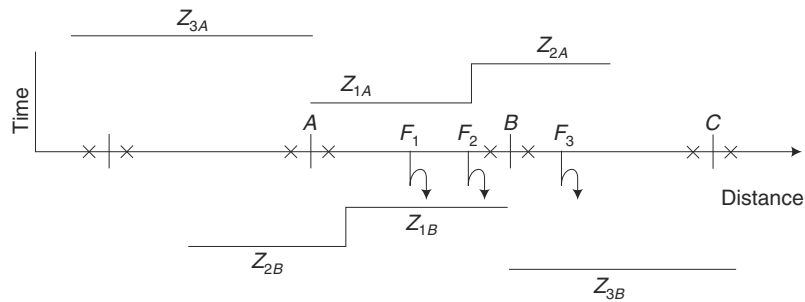 Z3A
Z2A
Z1A
Time
A
F1
F2
B
F3
C
Distance
Z1B
Z2B
Z3B